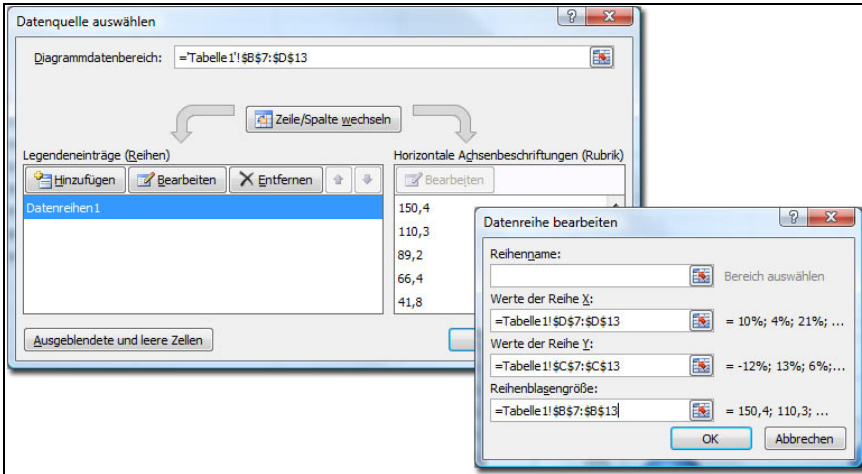 Datenquelle auswählen
Diagrammdatenbereich: ='Tabelle1'!$B$7:$D$13
Zeile/Spalte wechseln
Legendeneinträge (Reihen)
Hinzufügen Bearbeiten Entfernen
Datenreihen1
Horizontale Achsenbeschriftungen (Rubrik)
Bearbeiten
150,4
110,3
89,2
66,4
41,8
Ausgeblendete und leere Zellen
Datenreihe bearbeiten
Reihenname:
Bereich auswählen
Werte der Reihe X:
=Tabelle1!$D$7:$D$13 = 10%; 4%; 21%; ...
Werte der Reihe Y:
=Tabelle1!$C$7:$C$13 = -12%; 13%; 6%;...
Reihenblasengröße:
=Tabelle1!$B$7:$B$13 = 150,4; 110,3; ...
OK Abbrechen